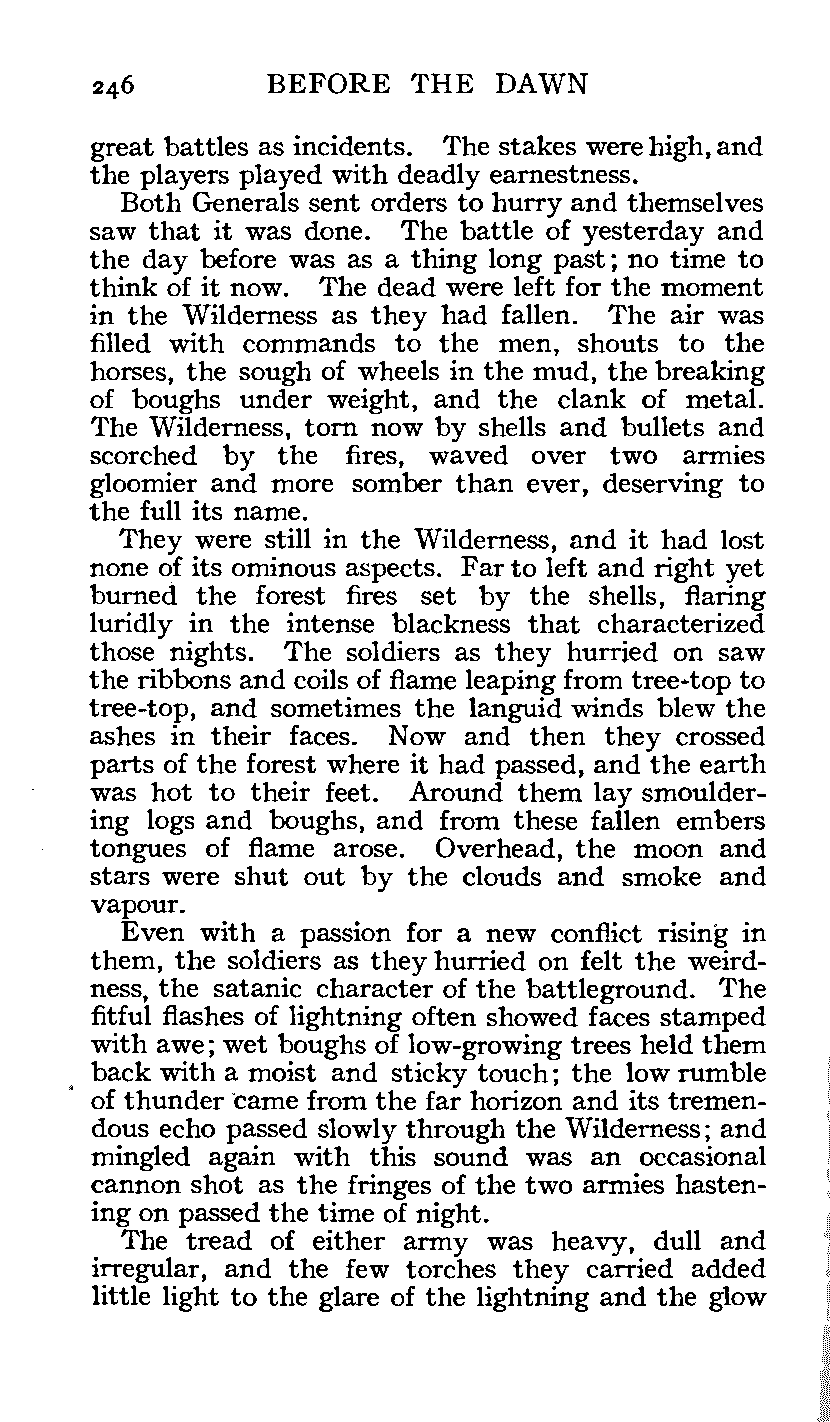 246 BEFORE THE DAWN
great battles as incidents. The stakes were high, and
the players played with deadly earnestness.
Both Generals sent orders to hurry and themselves
saw that it was done. The battle of yesterday and
the day before was as a thing long past; no time to
think of it now. The dead were left for the moment
in the Wilderness as they had fallen. The air was
filled with commands to the men, shouts to the
horses, the sough of wheels in the mud, the breaking
of boughs under weight, and the clank of metal.
The Wilderness, torn now by shells and bullets and
scorched by the fires, waved over two armies
gloomier and more somber than ever, deserving to
the full its name.
They were still in the Wilderness, and it had lost
none of its ominous aspects. Far to left and right yet
burned the forest fires set by the shells, flaring
luridly in the intense blackness that characterized
those nights. The soldiers as they hurried on saw
the ribbons and coils of flame leaping from tree-top to
tree-top, and sometimes the languid winds blew the
ashes in their faces. Now and then they crossed
parts of the forest where it had passed, and the earth
was hot to their feet. Around them lay smoulder-
ing logs and boughs, and from these fallen embers
tongues of flame arose. Overhead, the moon and
stars were shut out by the clouds and smoke and
vapour.
Even with a passion for a new conflict rising in
them, the soldiers as they hurried on felt the weird-
ness, the satanic character of the battleground. The
fitful flashes of lightning often showed faces stamped
with awe; wet boughs of low-growing trees held them
back with a moist and sticky touch; the low rumble
of thunder came from the far horizon and its tremen-
dous echo passed slowly through the Wilderness; and
mingled again with this sound was an occasional
cannon shot as the fringes of the two armies hasten-
ing on passed the time of night.
The tread of either army was heavy, dull and
irregular, and the few torches they carried added
little light to the glare of the lightning and the glow